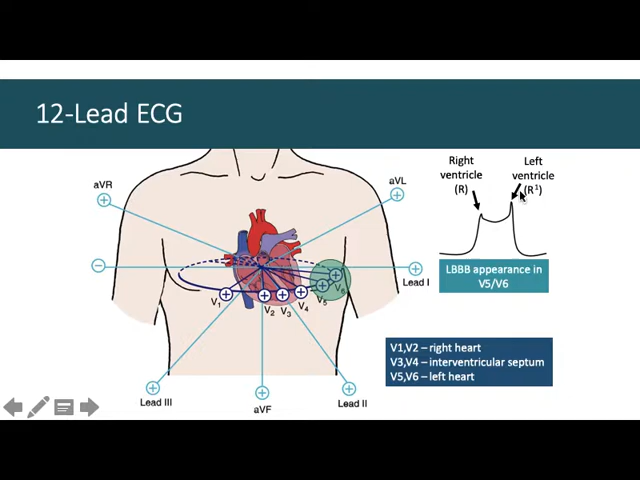 12-Lead ECG
Right
ventricle
(R)
Left
ventricle
(R¹)
aVR
aVL
LBBB appearance in
V5/V6
Lead I
V₁
V₂
V₃
V₄
V₅
V₆
V1,V2 – right heart
V3,V4 – interventricular septum
V5,V6 – left heart
Lead III
aVF
Lead II